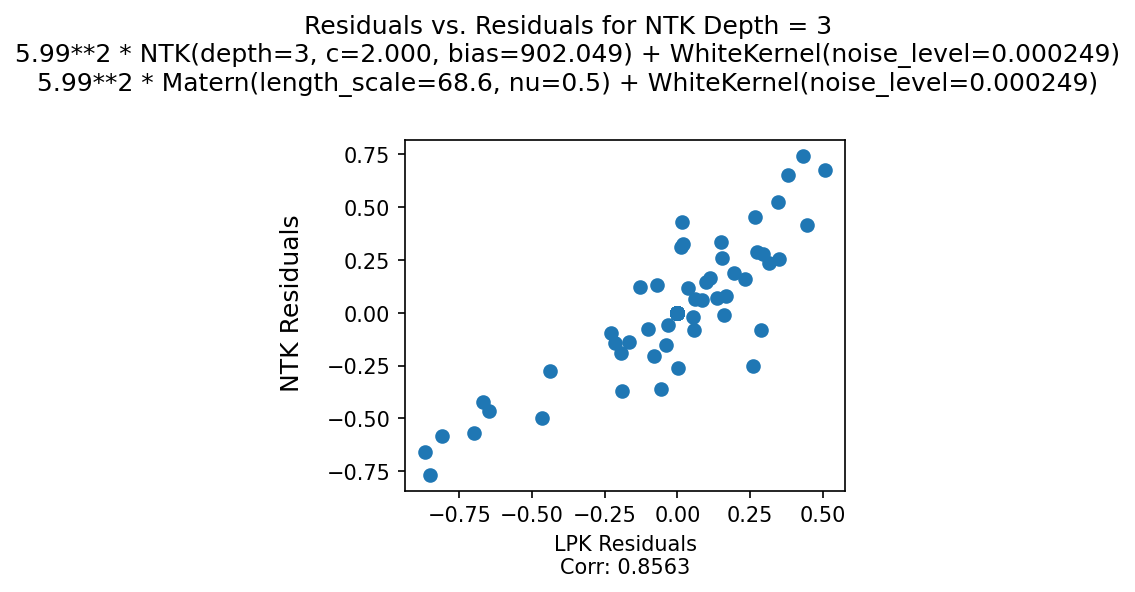 Residuals vs. Residuals for NTK Depth = 3
5.99**2 * NTK(depth=3, c=2.000, bias=902.049) + WhiteKernel(noise_level=0.000249)
5.99**2 * Matern(length_scale=68.6, nu=0.5) + WhiteKernel(noise_level=0.000249)
0.75
0.50
0.25
0.00
−0.25
−0.50
−0.75
NTK Residuals
−0.75 −0.50 −0.25 0.00 0.25 0.50
LPK Residuals
Corr: 0.8563